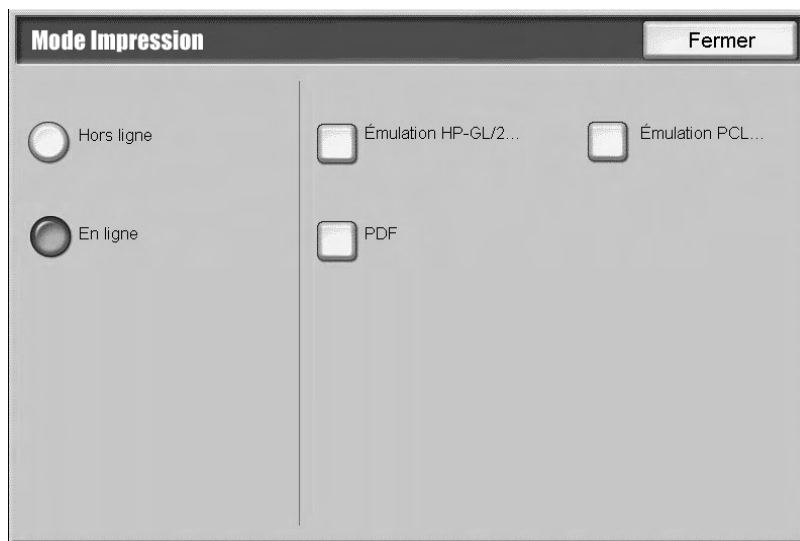 Mode Impression
Fermer
Hors ligne
Émulation HP-GL/2...
Émulation PCL...
En ligne
PDF